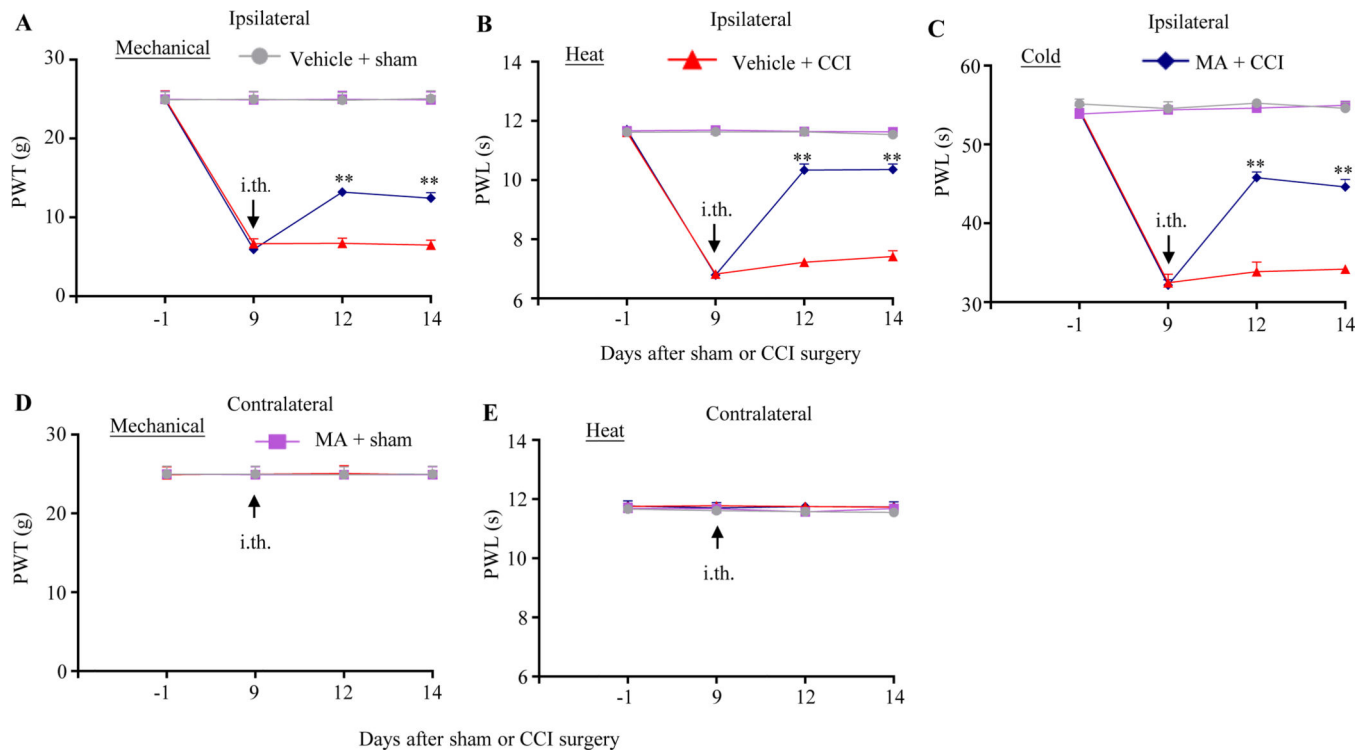 A
Ipsilateral
Mechanical
Vehicle + sham
PWT (g)
30
20
10
0
i.th.
**
**
-1
9
12
14
B
Ipsilateral
Heat
Vehicle + CCI
PWL (s)
14
12
10
8
6
i.th.
**
**
-1
9
12
14
C
Ipsilateral
Cold
MA + CCI
PWL (s)
60
50
40
30
i.th.
**
**
-1
9
12
14
Days after sham or CCI surgery
D
Contralateral
Mechanical
MA + sham
PWT (g)
30
20
10
0
i.th.
-1
9
12
14
E
Contralateral
Heat
PWL (s)
14
12
10
8
6
i.th.
-1
9
12
14
Days after sham or CCI surgery